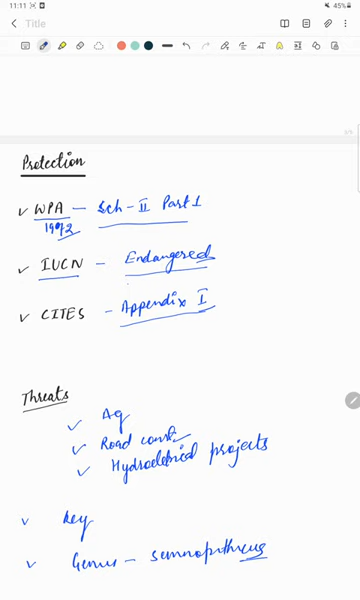 11:11
45%
Title
Protection
WPA - Sch-II Part 1
1972
IUCN - Endangered
CITES - Appendix I
Threats
Ag
Road const
Hydroelectrical projects
key
Genus - semnopithecus